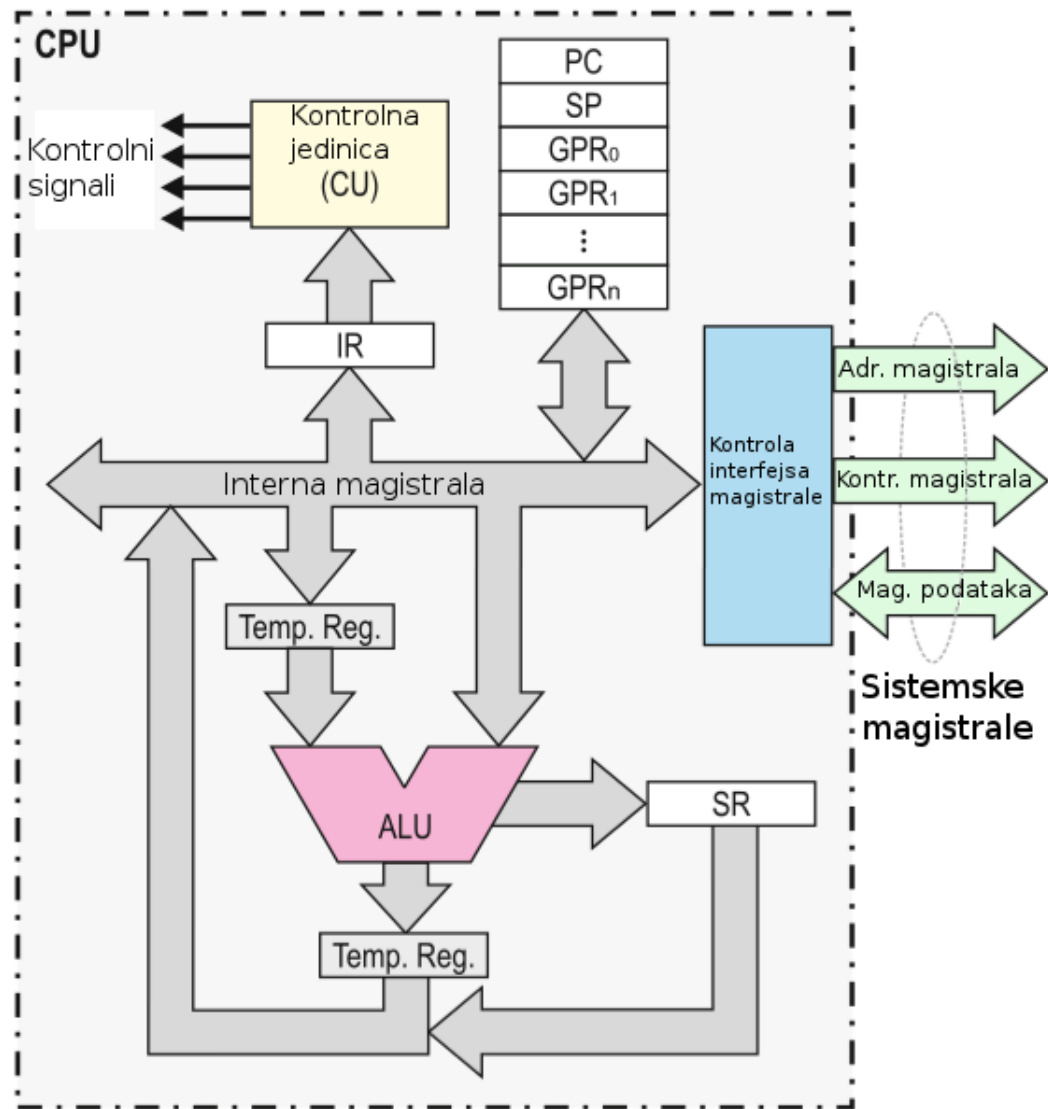 CPU
Kontrolni
signali
Kontrolna
jedinica
(CU)
PC
SP
GPR₀
GPR₁
⋮
GPRₙ
IR
Interna magistrala
Kontrola
interfejsa
magistrale
Adr. magistrala
Kontr. magistrala
Mag. podataka
Sistemske
magistrale
Temp. Reg.
ALU
SR
Temp. Reg.